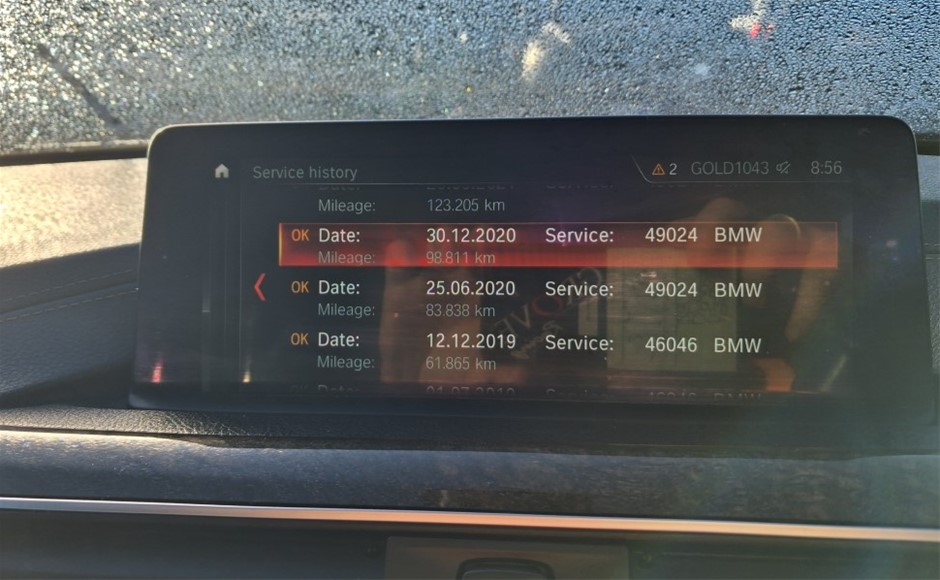 Service history
2 GOLD1043 8:56
Mileage: 123.205 km
OK Date: 30.12.2020 Service: 49024 BMW
Mileage: 98.811 km
OK Date: 25.06.2020 Service: 49024 BMW
Mileage: 83.838 km
OK Date: 12.12.2019 Service: 46046 BMW
Mileage: 61.865 km